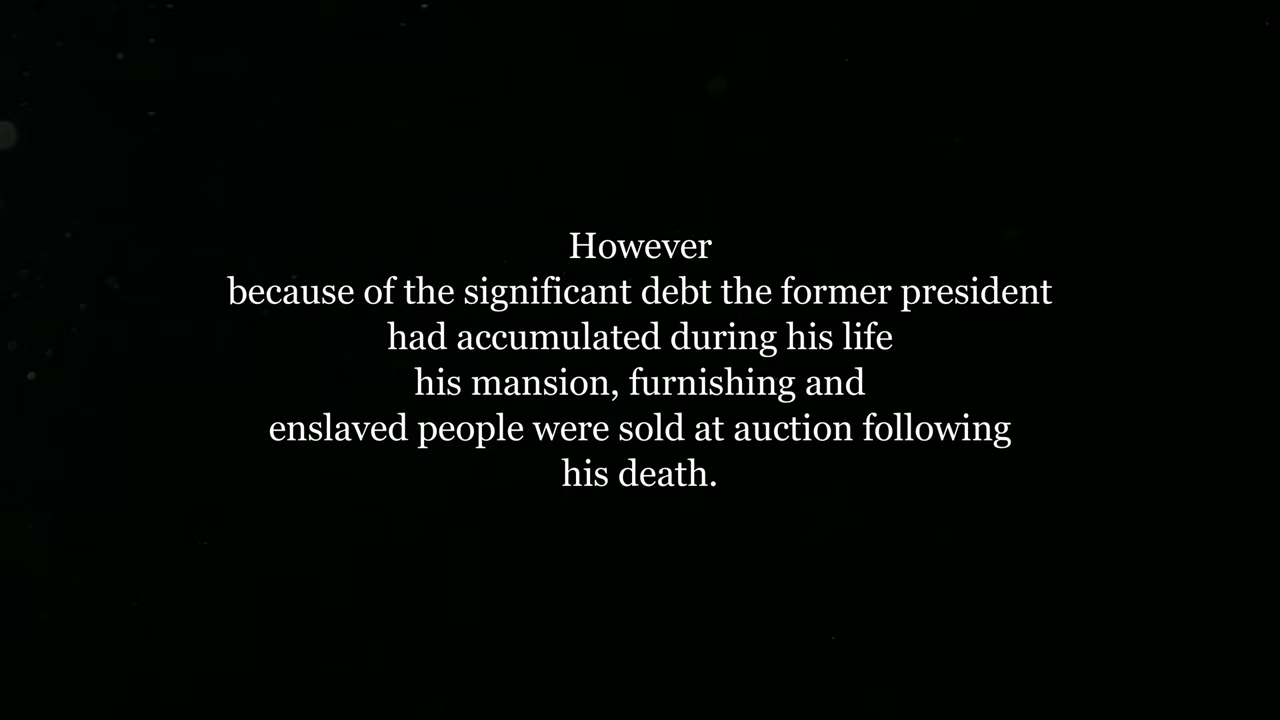 However
because of the significant debt the former president
had accumulated during his life
his mansion, furnishing and
enslaved people were sold at auction following
his death.